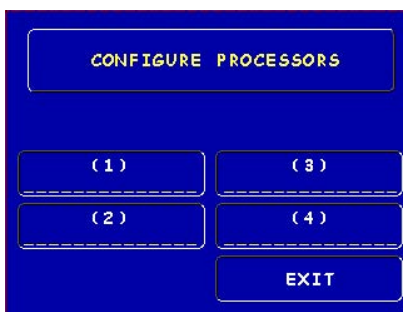 CONFIGURE PROCESSORS
(1)
(3)
(2)
(4)
EXIT